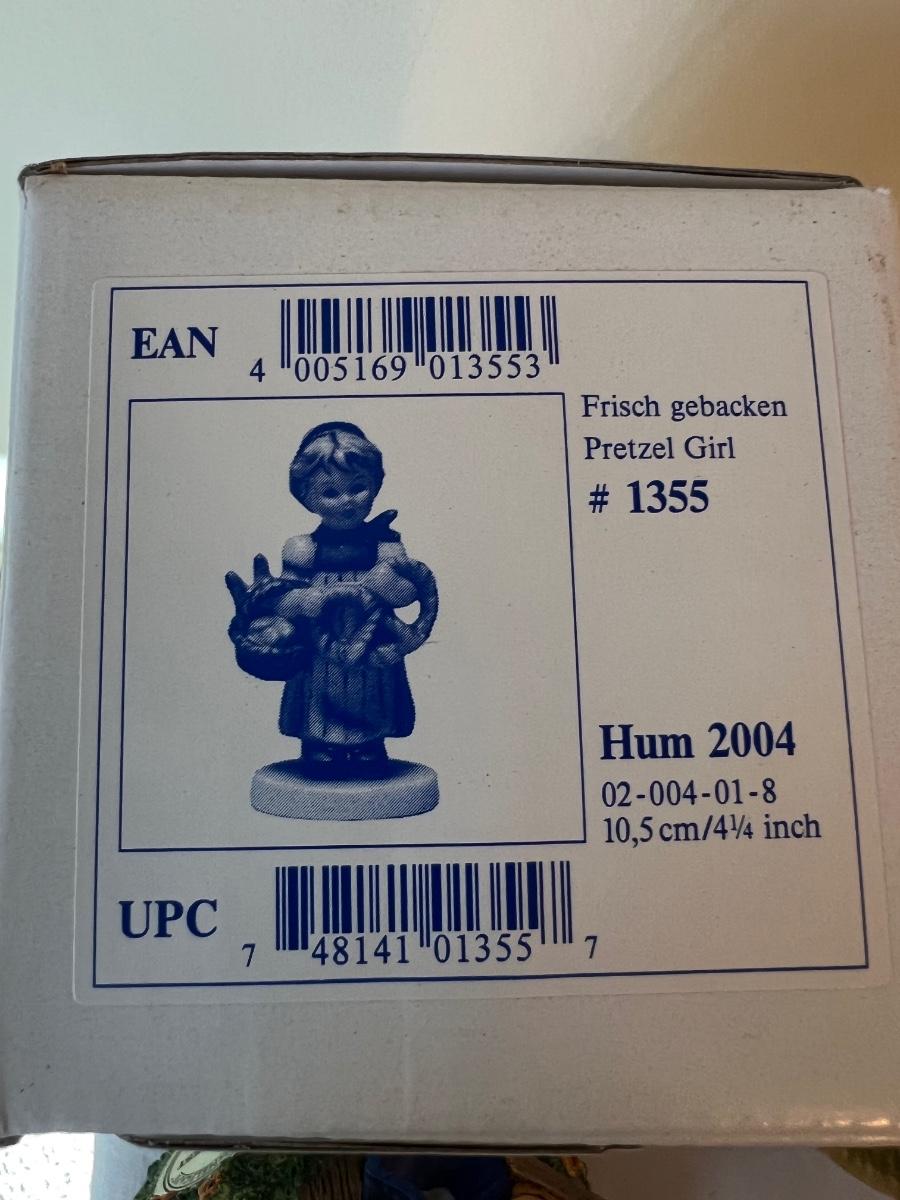 EAN
4 005169 013553
Frisch gebacken
Pretzel Girl
# 1355
Hum 2004
02-004-01-8
10,5 cm/4¼ inch
UPC
7 48141 01355 7